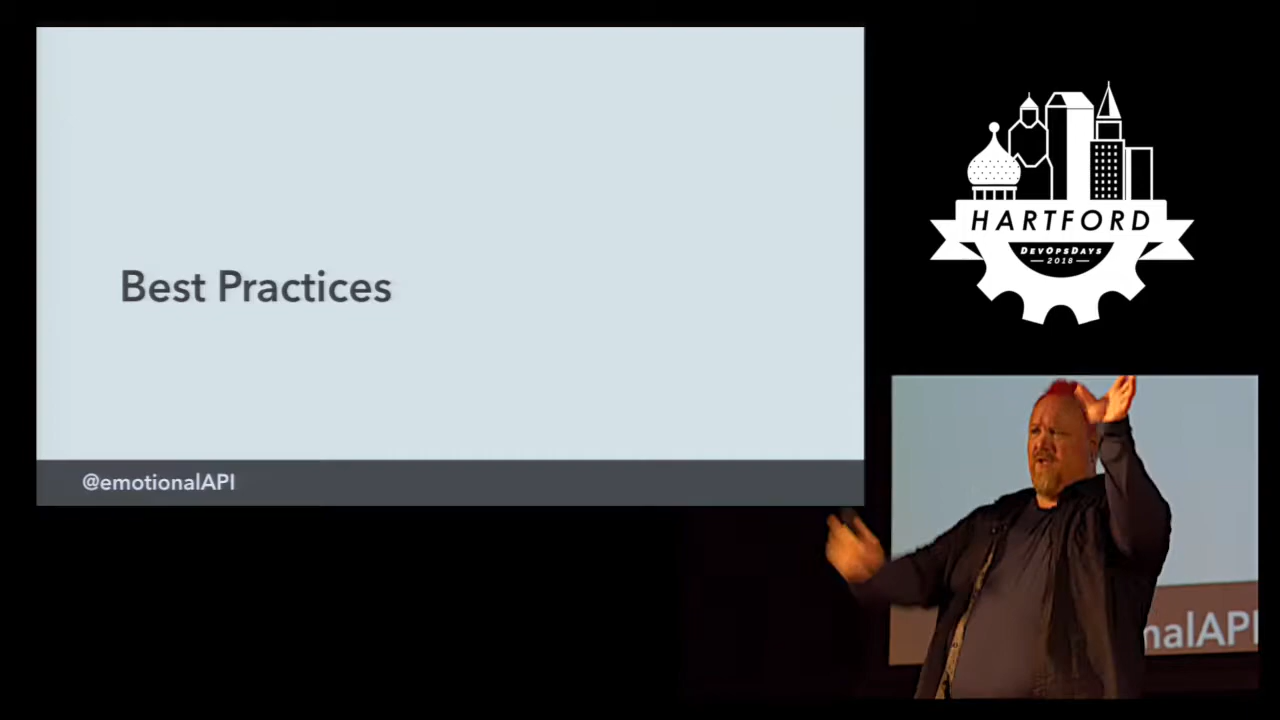 Best Practices
@emotionalAPI
HARTFORD
DEVOPSDAYS
2018
nalAPI